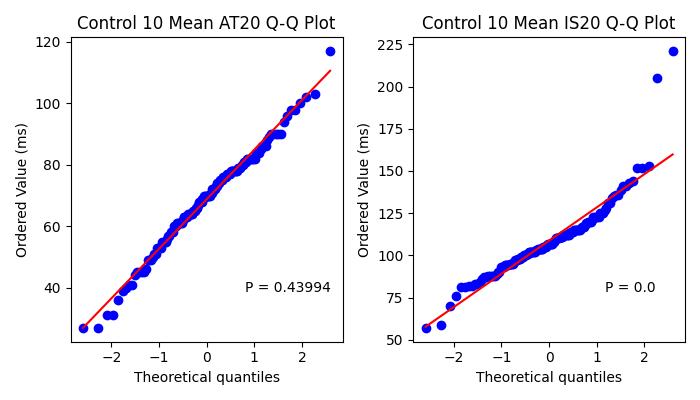 Control 10 Mean AT20 Q-Q Plot
120
100
80
60
40
Ordered Value (ms)
P = 0.43994
−2
−1
0
1
2
Theoretical quantiles
Control 10 Mean IS20 Q-Q Plot
225
200
175
150
125
100
75
50
Ordered Value (ms)
P = 0.0
−2
−1
0
1
2
Theoretical quantiles